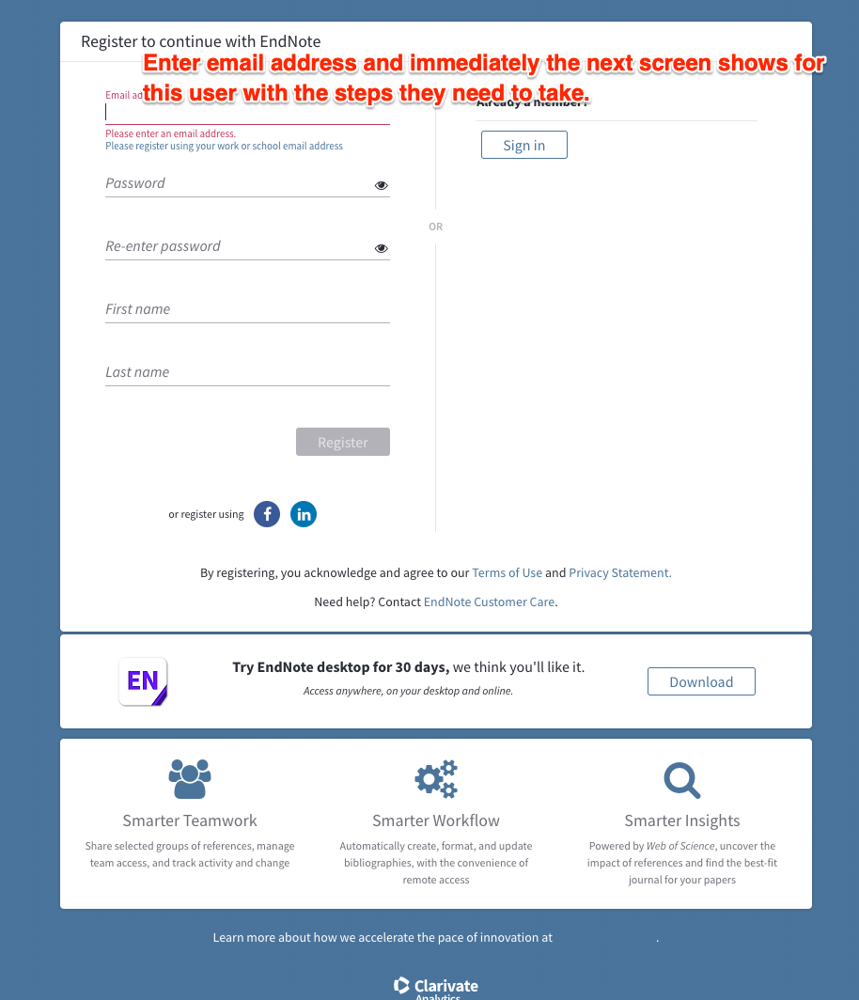 Register to continue with EndNote
Enter email address and immediately the next screen shows for
this user with the steps they need to take.
Email ad
Already a member?
Please enter an email address.
Please register using your work or school email address
Sign in
Password
OR
Re-enter password
First name
Last name
Register
or register using
f
in
By registering, you acknowledge and agree to our Terms of Use and Privacy Statement.
Need help? Contact EndNote Customer Care.
EN
Try EndNote desktop for 30 days, we think you'll like it.
Access anywhere, on your desktop and online.
Download
Smarter Teamwork
Share selected groups of references, manage
team access, and track activity and change
Smarter Workflow
Automatically create, format, and update
bibliographies, with the convenience of
remote access
Smarter Insights
Powered by Web of Science, uncover the
impact of references and find the best-fit
journal for your papers
Learn more about how we accelerate the pace of innovation at .
Clarivate
Analytics